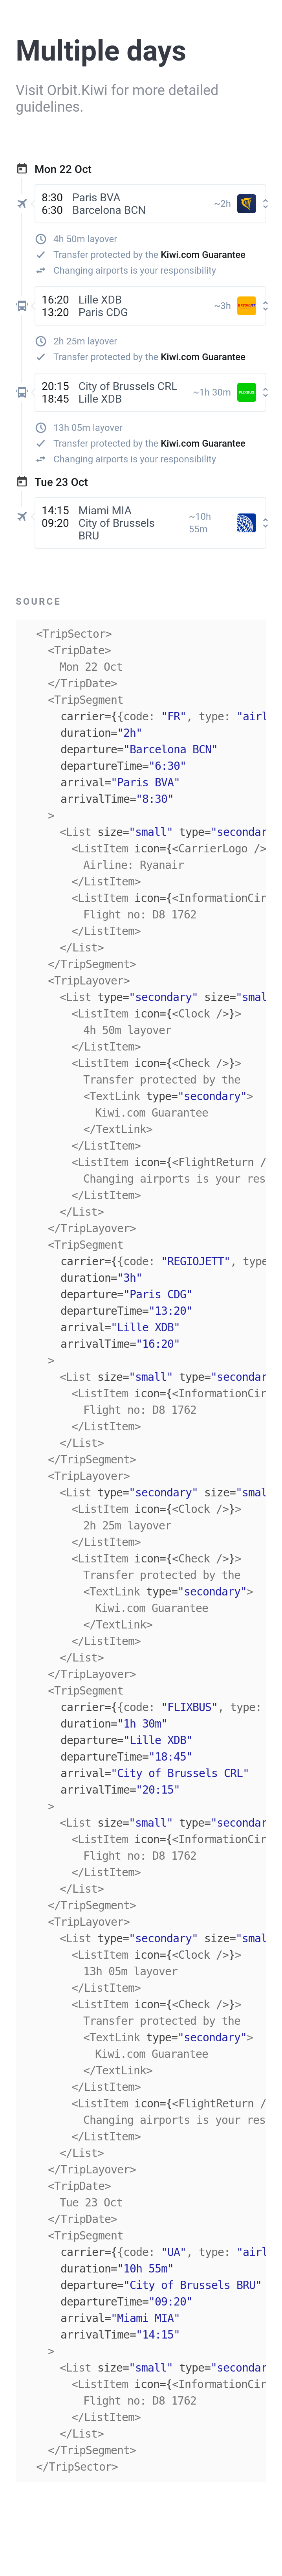 Multiple days
Visit Orbit.Kiwi for more detailed
guidelines.
Mon 22 Oct
8:30 Paris BVA
6:30 Barcelona BCN
~2h
4h 50m layover
Transfer protected by the Kiwi.com Guarantee
Changing airports is your responsibility
16:20 Lille XDB
13:20 Paris CDG
~3h
2h 25m layover
Transfer protected by the Kiwi.com Guarantee
20:15 City of Brussels CRL
18:45 Lille XDB
~1h 30m
FLIXBUS
13h 05m layover
Transfer protected by the Kiwi.com Guarantee
Changing airports is your responsibility
Tue 23 Oct
14:15 Miami MIA
09:20 City of Brussels
BRU
~10h
55m
SOURCE
<TripSector>
<TripDate>
Mon 22 Oct
</TripDate>
<TripSegment
carrier={{code: "FR", type: "airl
duration="2h"
departure="Barcelona BCN"
departureTime="6:30"
arrival="Paris BVA"
arrivalTime="8:30"
>
<List size="small" type="secondar
<ListItem icon={<CarrierLogo />
Airline: Ryanair
</ListItem>
<ListItem icon={<InformationCir
Flight no: D8 1762
</ListItem>
</List>
</TripSegment>
<TripLayover>
<List type="secondary" size="smal
<ListItem icon={<Clock />}>
4h 50m layover
</ListItem>
<ListItem icon={<Check />}>
Transfer protected by the
<TextLink type="secondary">
Kiwi.com Guarantee
</TextLink>
</ListItem>
<ListItem icon={<FlightReturn /
Changing airports is your res
</ListItem>
</List>
</TripLayover>
<TripSegment
carrier={{code: "REGIOJETT", type
duration="3h"
departure="Paris CDG"
departureTime="13:20"
arrival="Lille XDB"
arrivalTime="16:20"
>
<List size="small" type="secondar
<ListItem icon={<InformationCir
Flight no: D8 1762
</ListItem>
</List>
</TripSegment>
<TripLayover>
<List type="secondary" size="smal
<ListItem icon={<Clock />}>
2h 25m layover
</ListItem>
<ListItem icon={<Check />}>
Transfer protected by the
<TextLink type="secondary">
Kiwi.com Guarantee
</TextLink>
</ListItem>
</List>
</TripLayover>
<TripSegment
carrier={{code: "FLIXBUS", type:
duration="1h 30m"
departure="Lille XDB"
departureTime="18:45"
arrival="City of Brussels CRL"
arrivalTime="20:15"
>
<List size="small" type="secondar
<ListItem icon={<InformationCir
Flight no: D8 1762
</ListItem>
</List>
</TripSegment>
<TripLayover>
<List type="secondary" size="smal
<ListItem icon={<Clock />}>
13h 05m layover
</ListItem>
<ListItem icon={<Check />}>
Transfer protected by the
<TextLink type="secondary">
Kiwi.com Guarantee
</TextLink>
</ListItem>
<ListItem icon={<FlightReturn /
Changing airports is your res
</ListItem>
</List>
</TripLayover>
<TripDate>
Tue 23 Oct
</TripDate>
<TripSegment
carrier={{code: "UA", type: "airl
duration="10h 55m"
departure="City of Brussels BRU"
departureTime="09:20"
arrival="Miami MIA"
arrivalTime="14:15"
>
<List size="small" type="secondar
<ListItem icon={<InformationCir
Flight no: D8 1762
</ListItem>
</List>
</TripSegment>
</TripSector>